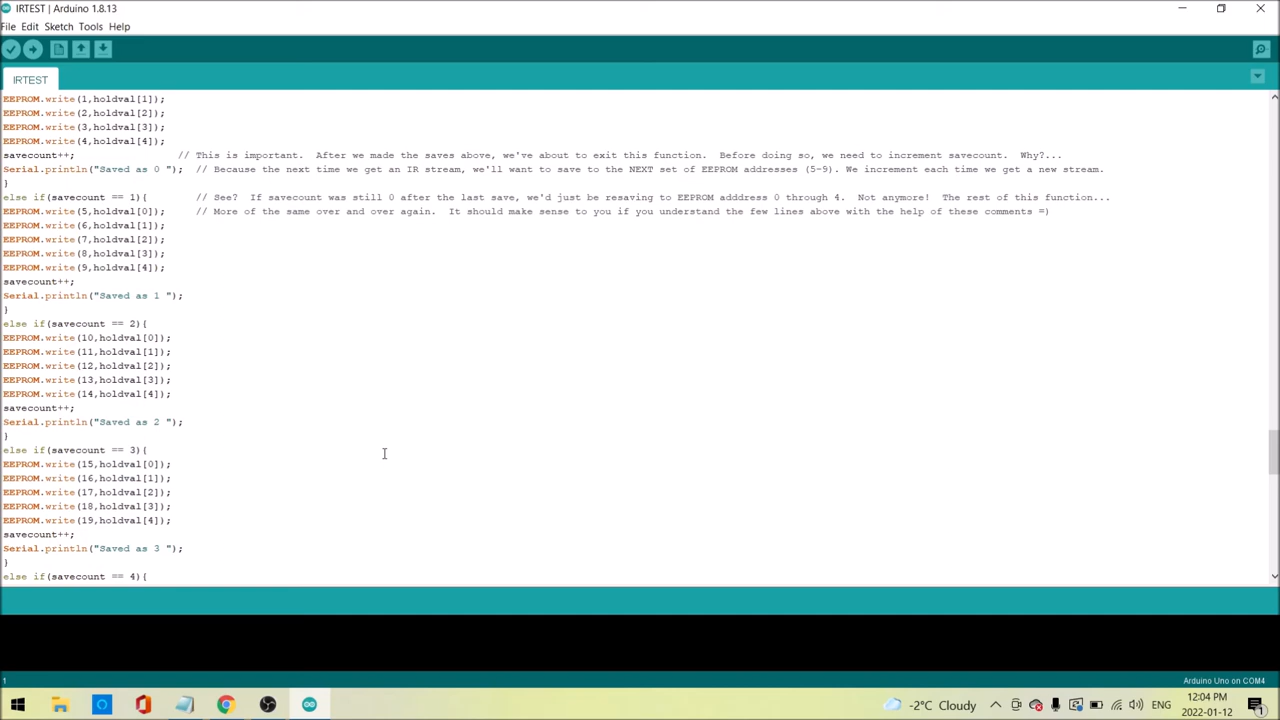 IRTEST | Arduino 1.8.13
File Edit Sketch Tools Help
IRTEST
EEPROM.write(1,holdval[1]);
EEPROM.write(2,holdval[2]);
EEPROM.write(3,holdval[3]);
EEPROM.write(4,holdval[4]);
savecount++; // This is important. After we made the saves above, we've about to exit this function. Before doing so, we need to increment savecount. Why?...
Serial.println("Saved as 0 "); // Because the next time we get an IR stream, we'll want to save to the NEXT set of EEPROM addresses (5-9). We increment each time we get a new stream.
}
else if(savecount == 1){ // See? If savecount was still 0 after the last save, we'd just be resaving to EEPROM adddress 0 through 4. Not anymore! The rest of this function...
EEPROM.write(5,holdval[0]); // More of the same over and over again. It should make sense to you if you understand the few lines above with the help of these comments =)
EEPROM.write(6,holdval[1]);
EEPROM.write(7,holdval[2]);
EEPROM.write(8,holdval[3]);
EEPROM.write(9,holdval[4]);
savecount++;
Serial.println("Saved as 1 ");
}
else if(savecount == 2){
EEPROM.write(10,holdval[0]);
EEPROM.write(11,holdval[1]);
EEPROM.write(12,holdval[2]);
EEPROM.write(13,holdval[3]);
EEPROM.write(14,holdval[4]);
savecount++;
Serial.println("Saved as 2 ");
}
else if(savecount == 3){
EEPROM.write(15,holdval[0]);
EEPROM.write(16,holdval[1]);
EEPROM.write(17,holdval[2]);
EEPROM.write(18,holdval[3]);
EEPROM.write(19,holdval[4]);
savecount++;
Serial.println("Saved as 3 ");
}
else if(savecount == 4){
1 Arduino Uno on COM4
-2°C Cloudy ENG 12:04 PM
2022-01-12 1